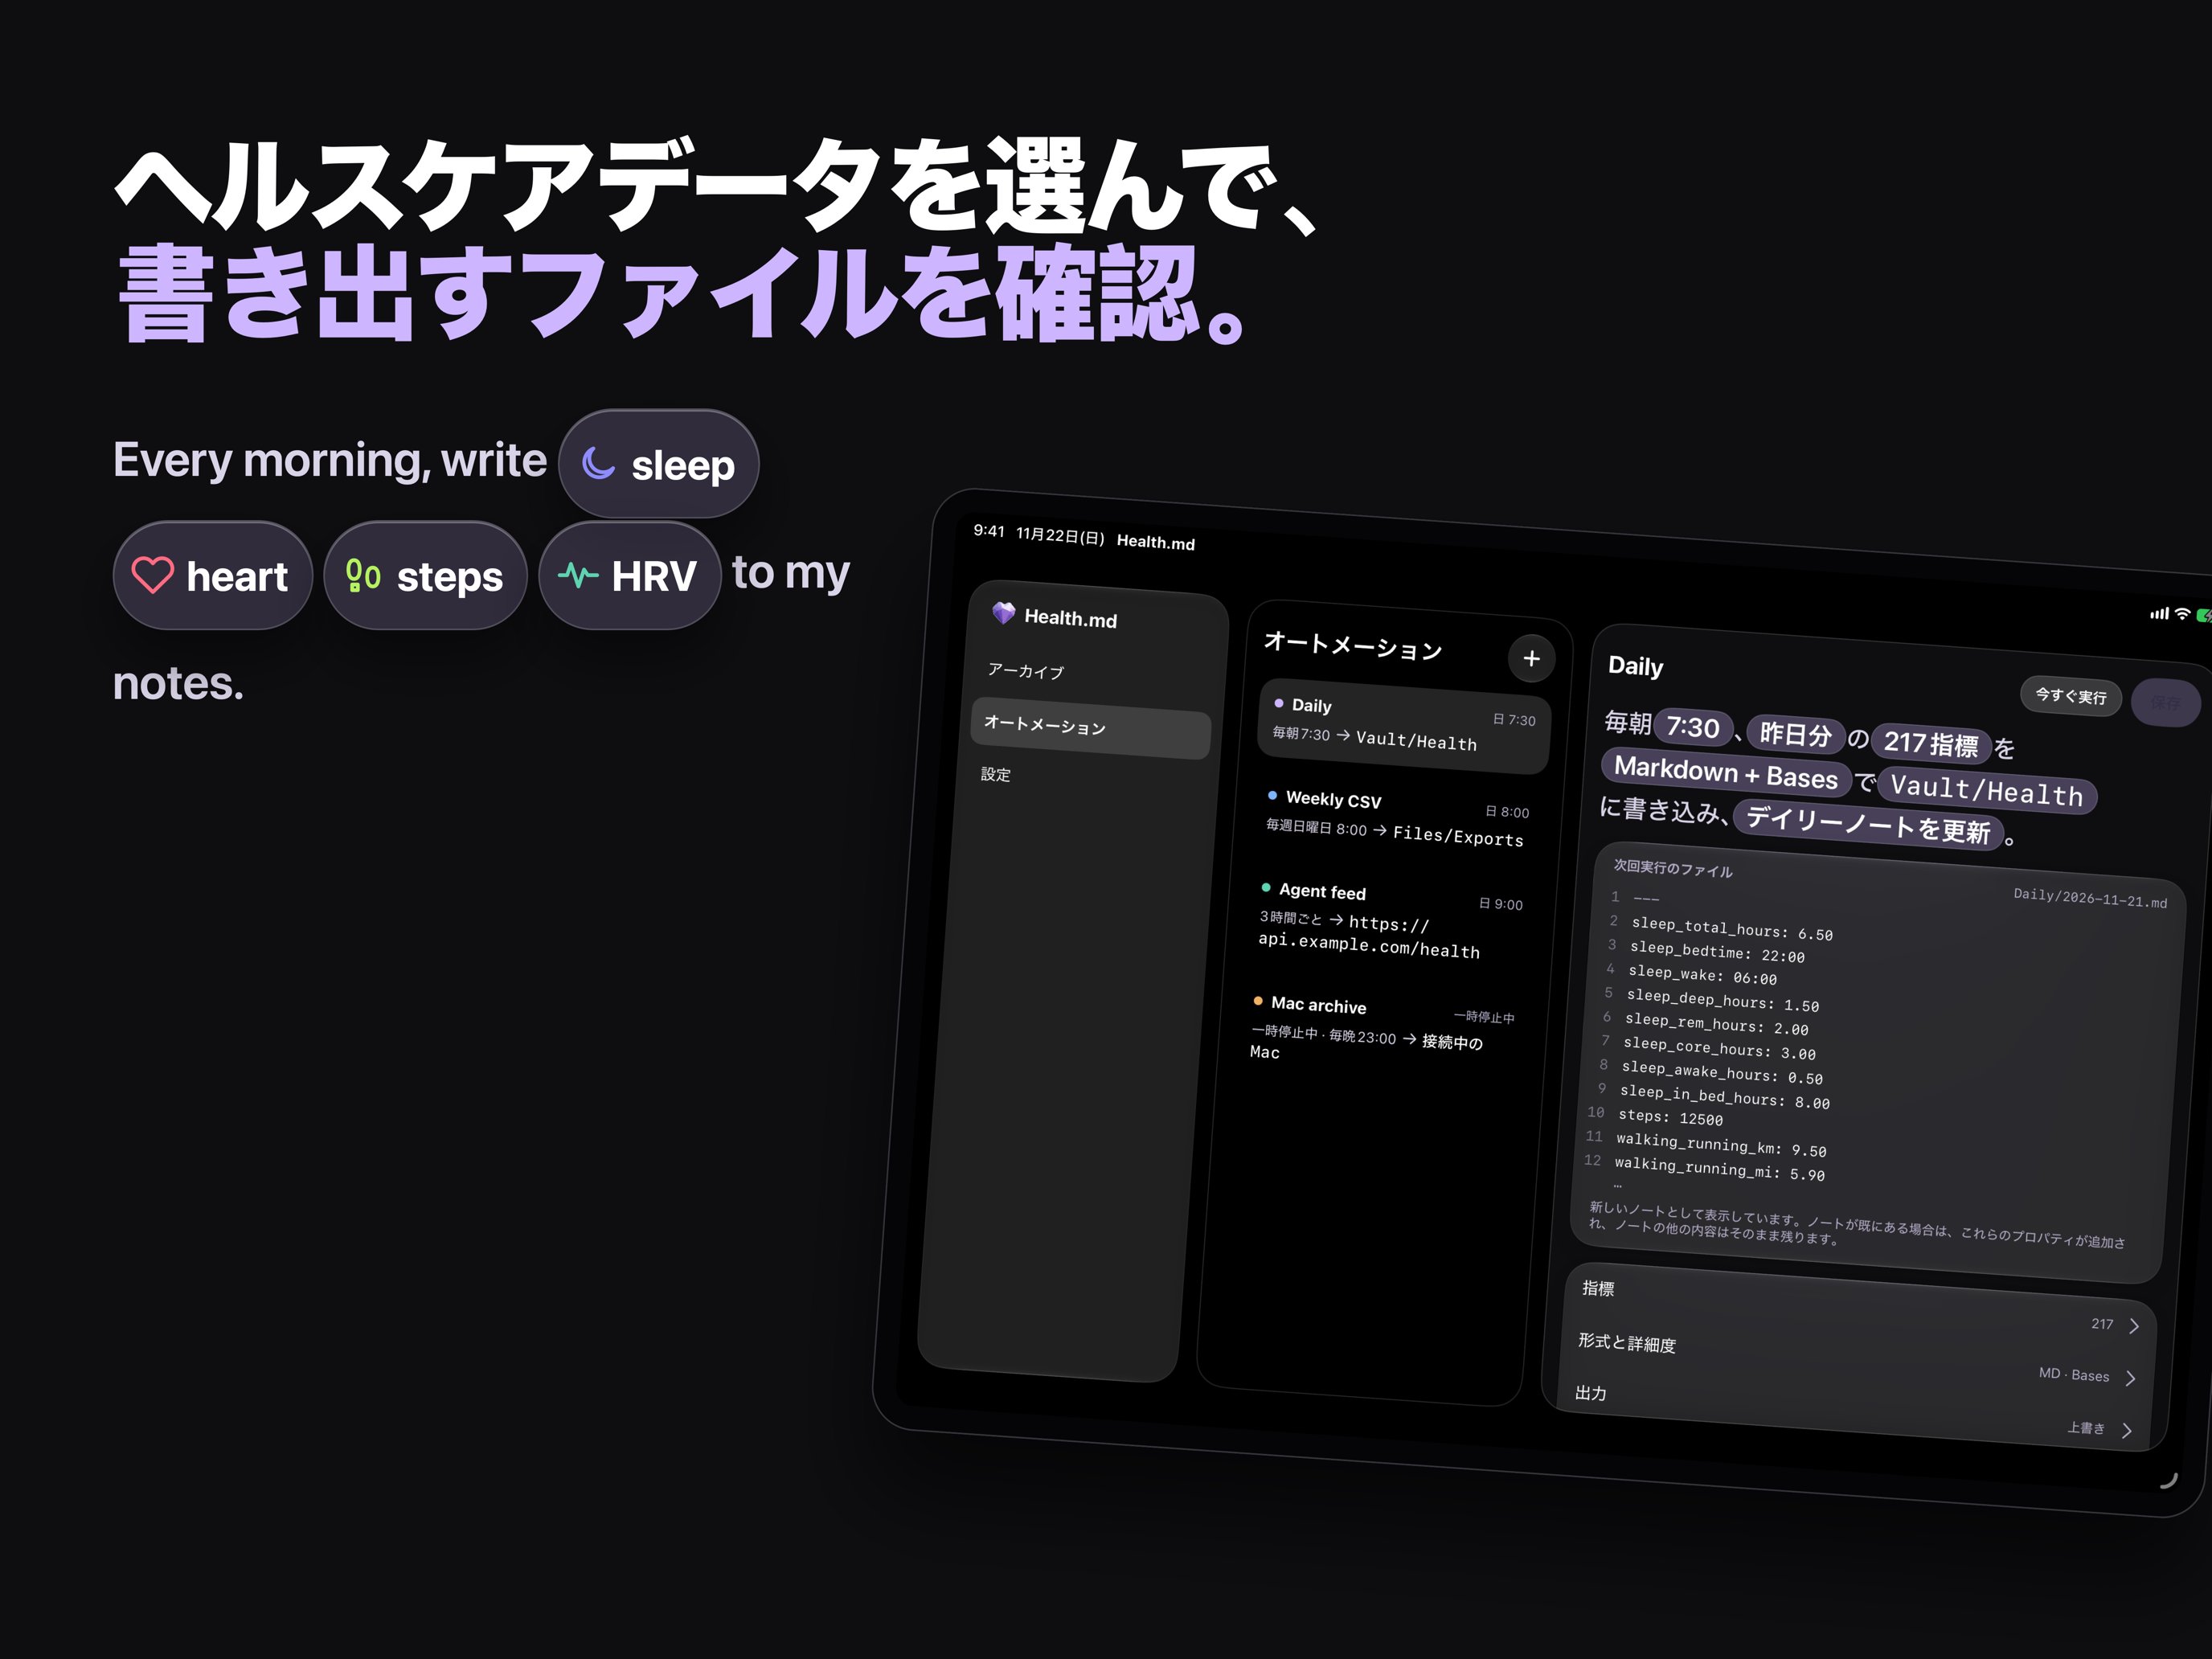 ヘルスケアデータを選んで、
書き出すファイルを確認。
Every morning, write sleep
heart steps HRV to my
notes.
9:41 11月22日(日) Health.md
Health.md
アーカイブ
オートメーション
設定
オートメーション
Daily 日 7:30
毎朝7:30 → Vault/Health
Weekly CSV 日 8:00
毎週日曜日 8:00 → Files/Exports
Agent feed 日 9:00
3時間ごと → https://
api.example.com/health
Mac archive 一時停止中
一時停止中 · 毎晩23:00 → 接続中の
Mac
Daily 今すぐ実行 保存
毎朝 7:30、昨日分の 217指標を
Markdown + Bases で Vault/Health
に書き込み、デイリーノートを更新。
次回実行のファイル Daily/2026-11-21.md
1 ---
2 sleep_total_hours: 6.50
3 sleep_bedtime: 22:00
4 sleep_wake: 06:00
5 sleep_deep_hours: 1.50
6 sleep_rem_hours: 2.00
7 sleep_core_hours: 3.00
8 sleep_awake_hours: 0.50
9 sleep_in_bed_hours: 8.00
10 steps: 12500
11 walking_running_km: 9.50
12 walking_running_mi: 5.90
…
新しいノートとして表示しています。ノートが既にある場合は、これらのプロパティが追加さ
れ、ノートの他の内容はそのまま残ります。
指標 217
形式と詳細度 MD · Bases
出力 上書き